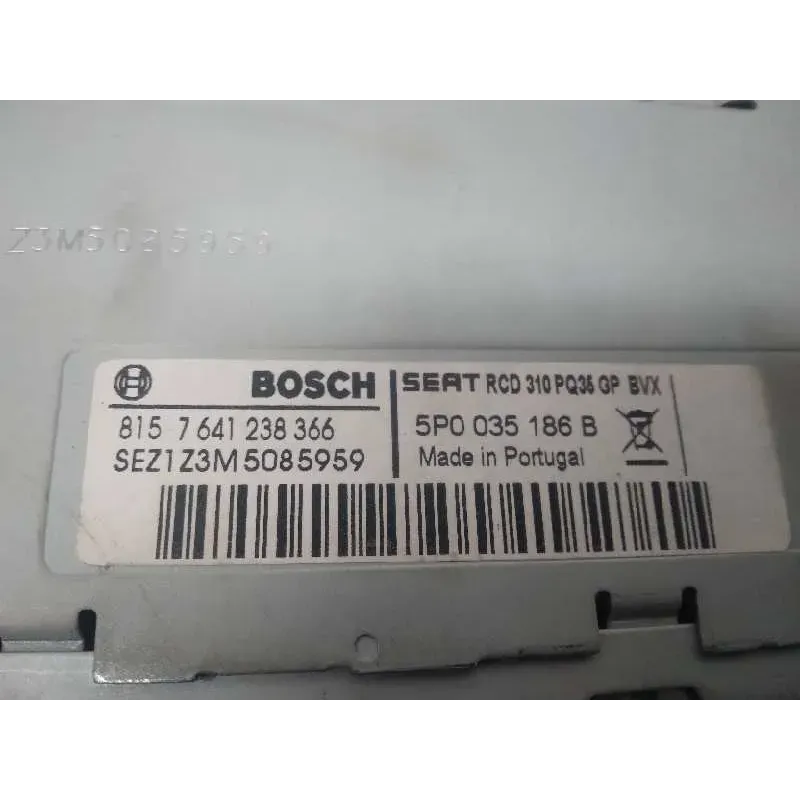 Z3M5085959
BOSCH
815 7 641 238 366
SEZ1Z3M5085959
SEAT RCD 310 PQ35 GP BVX
5P0 035 186 B
Made in Portugal